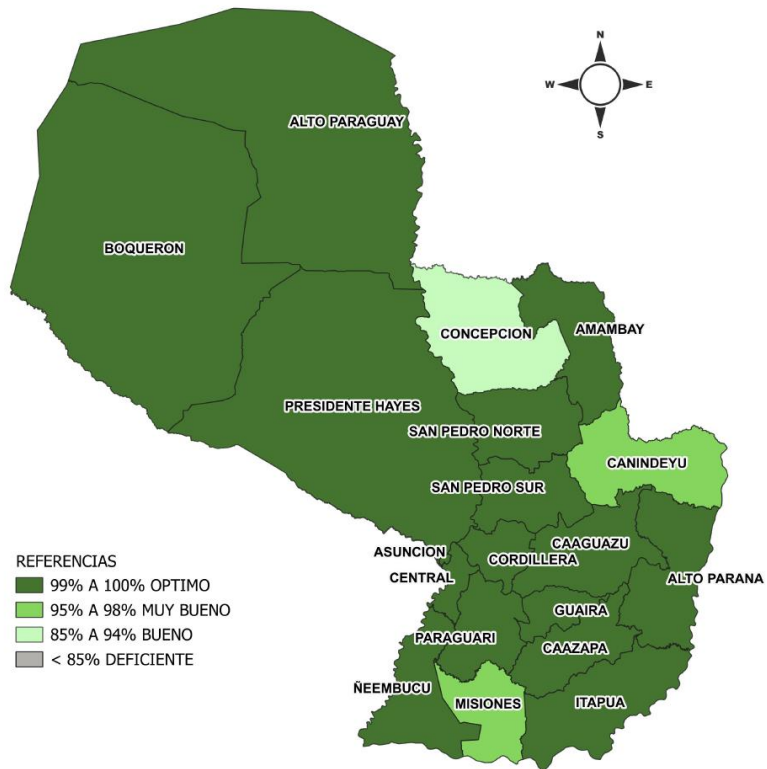 N
W E
S
ALTO PARAGUAY
BOQUERON
CONCEPCION
AMAMBAY
PRESIDENTE HAYES
SAN PEDRO NORTE
CANINDEYU
SAN PEDRO SUR
ASUNCION
CAAGUAZU
CORDILLERA
CENTRAL
ALTO PARANA
GUAIRA
PARAGUARI
CAAZAPA
ÑEEMBUCU
MISIONES
ITAPUA
REFERENCIAS
99% A 100% OPTIMO
95% A 98% MUY BUENO
85% A 94% BUENO
< 85% DEFICIENTE